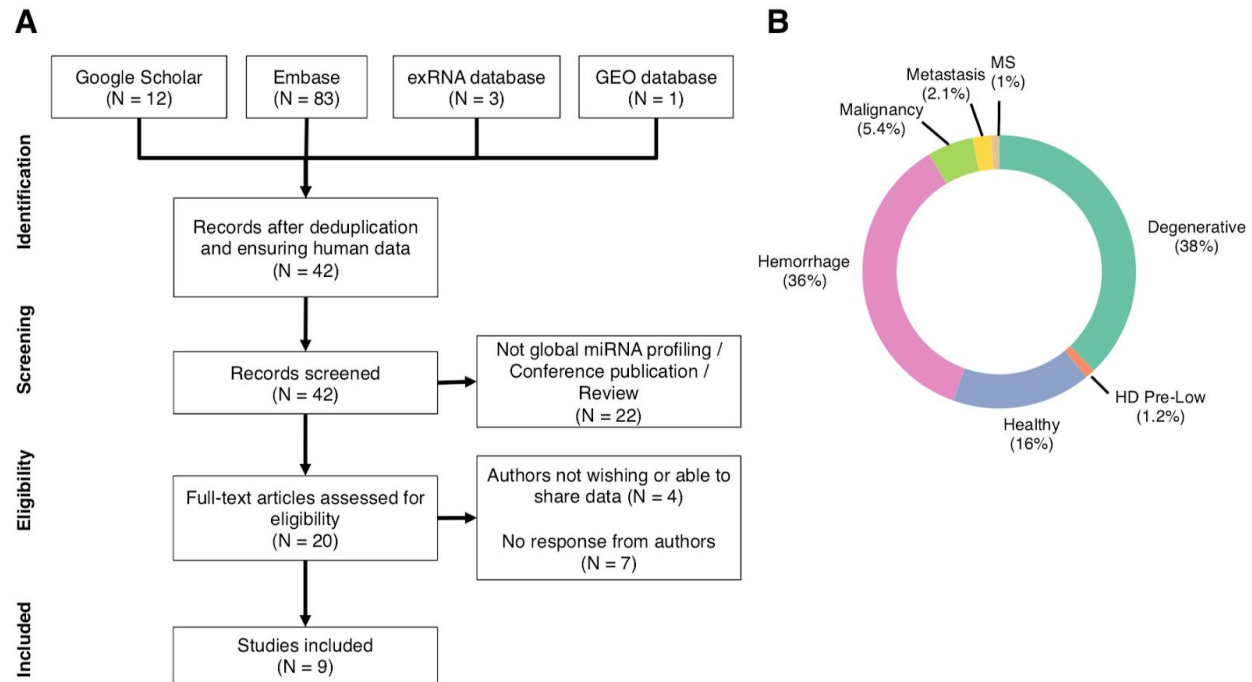 A
Google Scholar
(N = 12)
Embase
(N = 83)
exRNA database
(N = 3)
GEO database
(N = 1)
Identification
Records after deduplication
and ensuring human data
(N = 42)
Screening
Records screened
(N = 42)
Not global miRNA profiling /
Conference publication /
Review
(N = 22)
Eligibility
Full-text articles assessed for
eligibility
(N = 20)
Authors not wishing or able to
share data (N = 4)
No response from authors
(N = 7)
Included
Studies included
(N = 9)
B
MS
(1%)
Metastasis
(2.1%)
Malignancy
(5.4%)
Degenerative
(38%)
Hemorrhage
(36%)
HD Pre-Low
(1.2%)
Healthy
(16%)